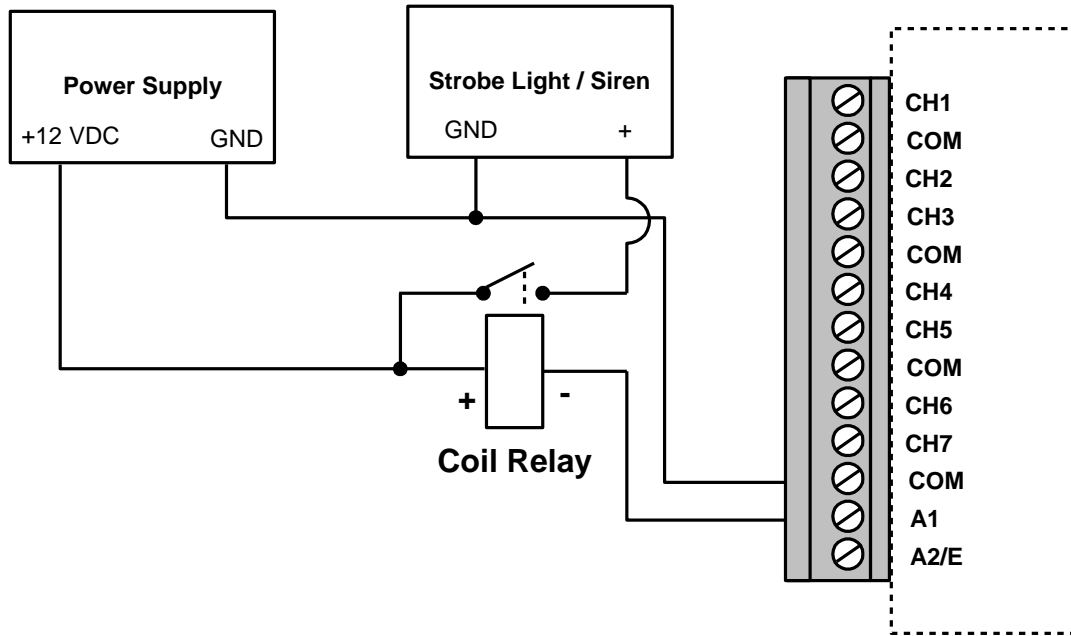 Power Supply
+12 VDC GND
Strobe Light / Siren
GND +
+ -
Coil Relay
CH1
COM
CH2
CH3
COM
CH4
CH5
COM
CH6
CH7
COM
A1
A2/E